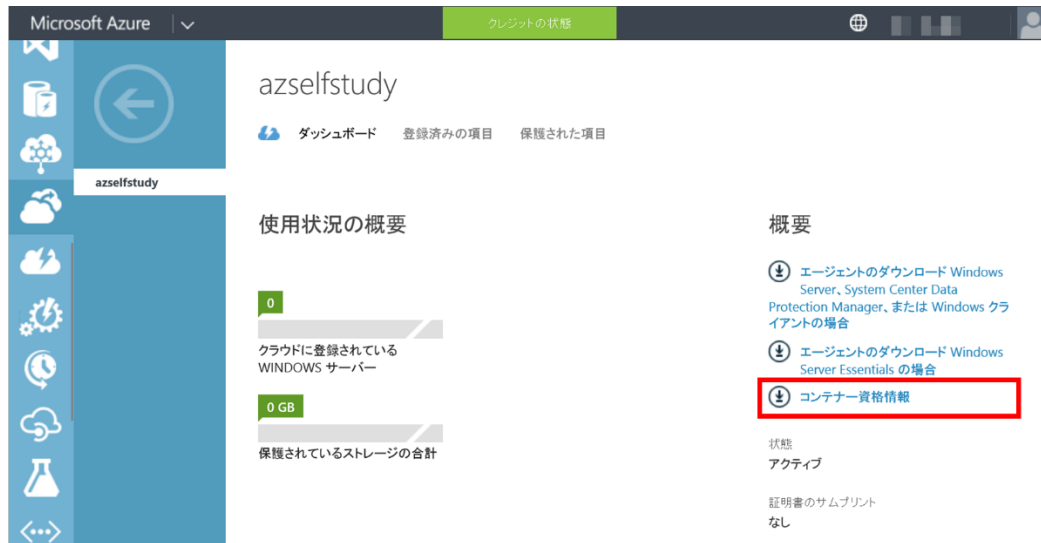 Microsoft Azure
クレジットの状態
azselfstudy
azselfstudy
ダッシュボード 登録済みの項目 保護された項目
使用状況の概要
0
クラウドに登録されている
WINDOWS サーバー
0 GB
保護されているストレージの合計
概要
エージェントのダウンロード Windows
Server、System Center Data
Protection Manager、または Windows クラ
イアントの場合
エージェントのダウンロード Windows
Server Essentials の場合
コンテナー資格情報
状態
アクティブ
証明書のサムプリント
なし